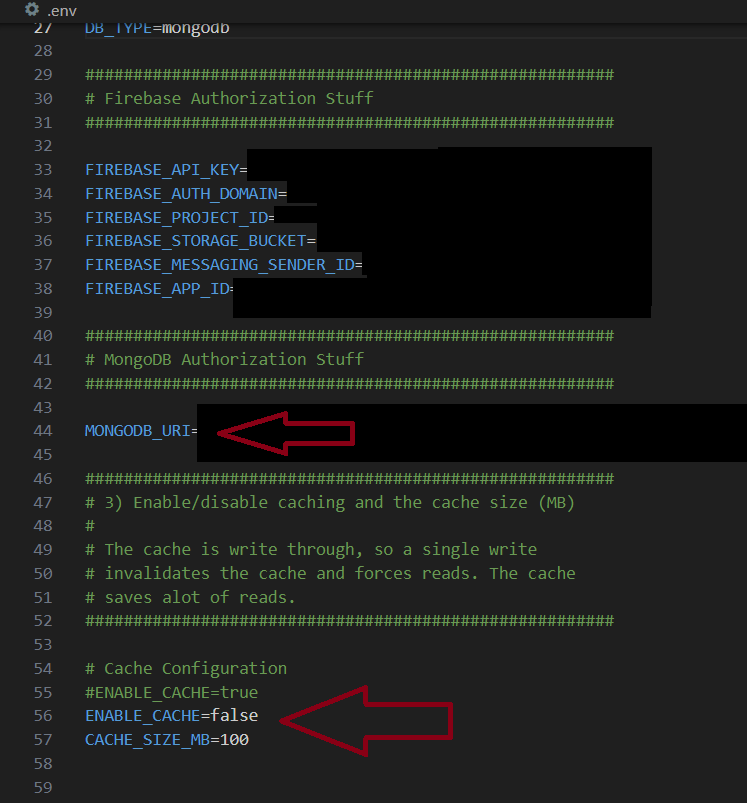 .env
27 DB_TYPE=mongodb
28
29 #######################################################
30 # Firebase Authorization Stuff
31 #######################################################
32
33 FIREBASE_API_KEY=
34 FIREBASE_AUTH_DOMAIN=
35 FIREBASE_PROJECT_ID=
36 FIREBASE_STORAGE_BUCKET=
37 FIREBASE_MESSAGING_SENDER_ID=
38 FIREBASE_APP_ID=
39
40 #######################################################
41 # MongoDB Authorization Stuff
42 #######################################################
43
44 MONGODB_URI=
45
46 #######################################################
47 # 3) Enable/disable caching and the cache size (MB)
48 #
49 # The cache is write through, so a single write
50 # invalidates the cache and forces reads. The cache
51 # saves alot of reads.
52 #######################################################
53
54 # Cache Configuration
55 #ENABLE_CACHE=true
56 ENABLE_CACHE=false
57 CACHE_SIZE_MB=100
58
59